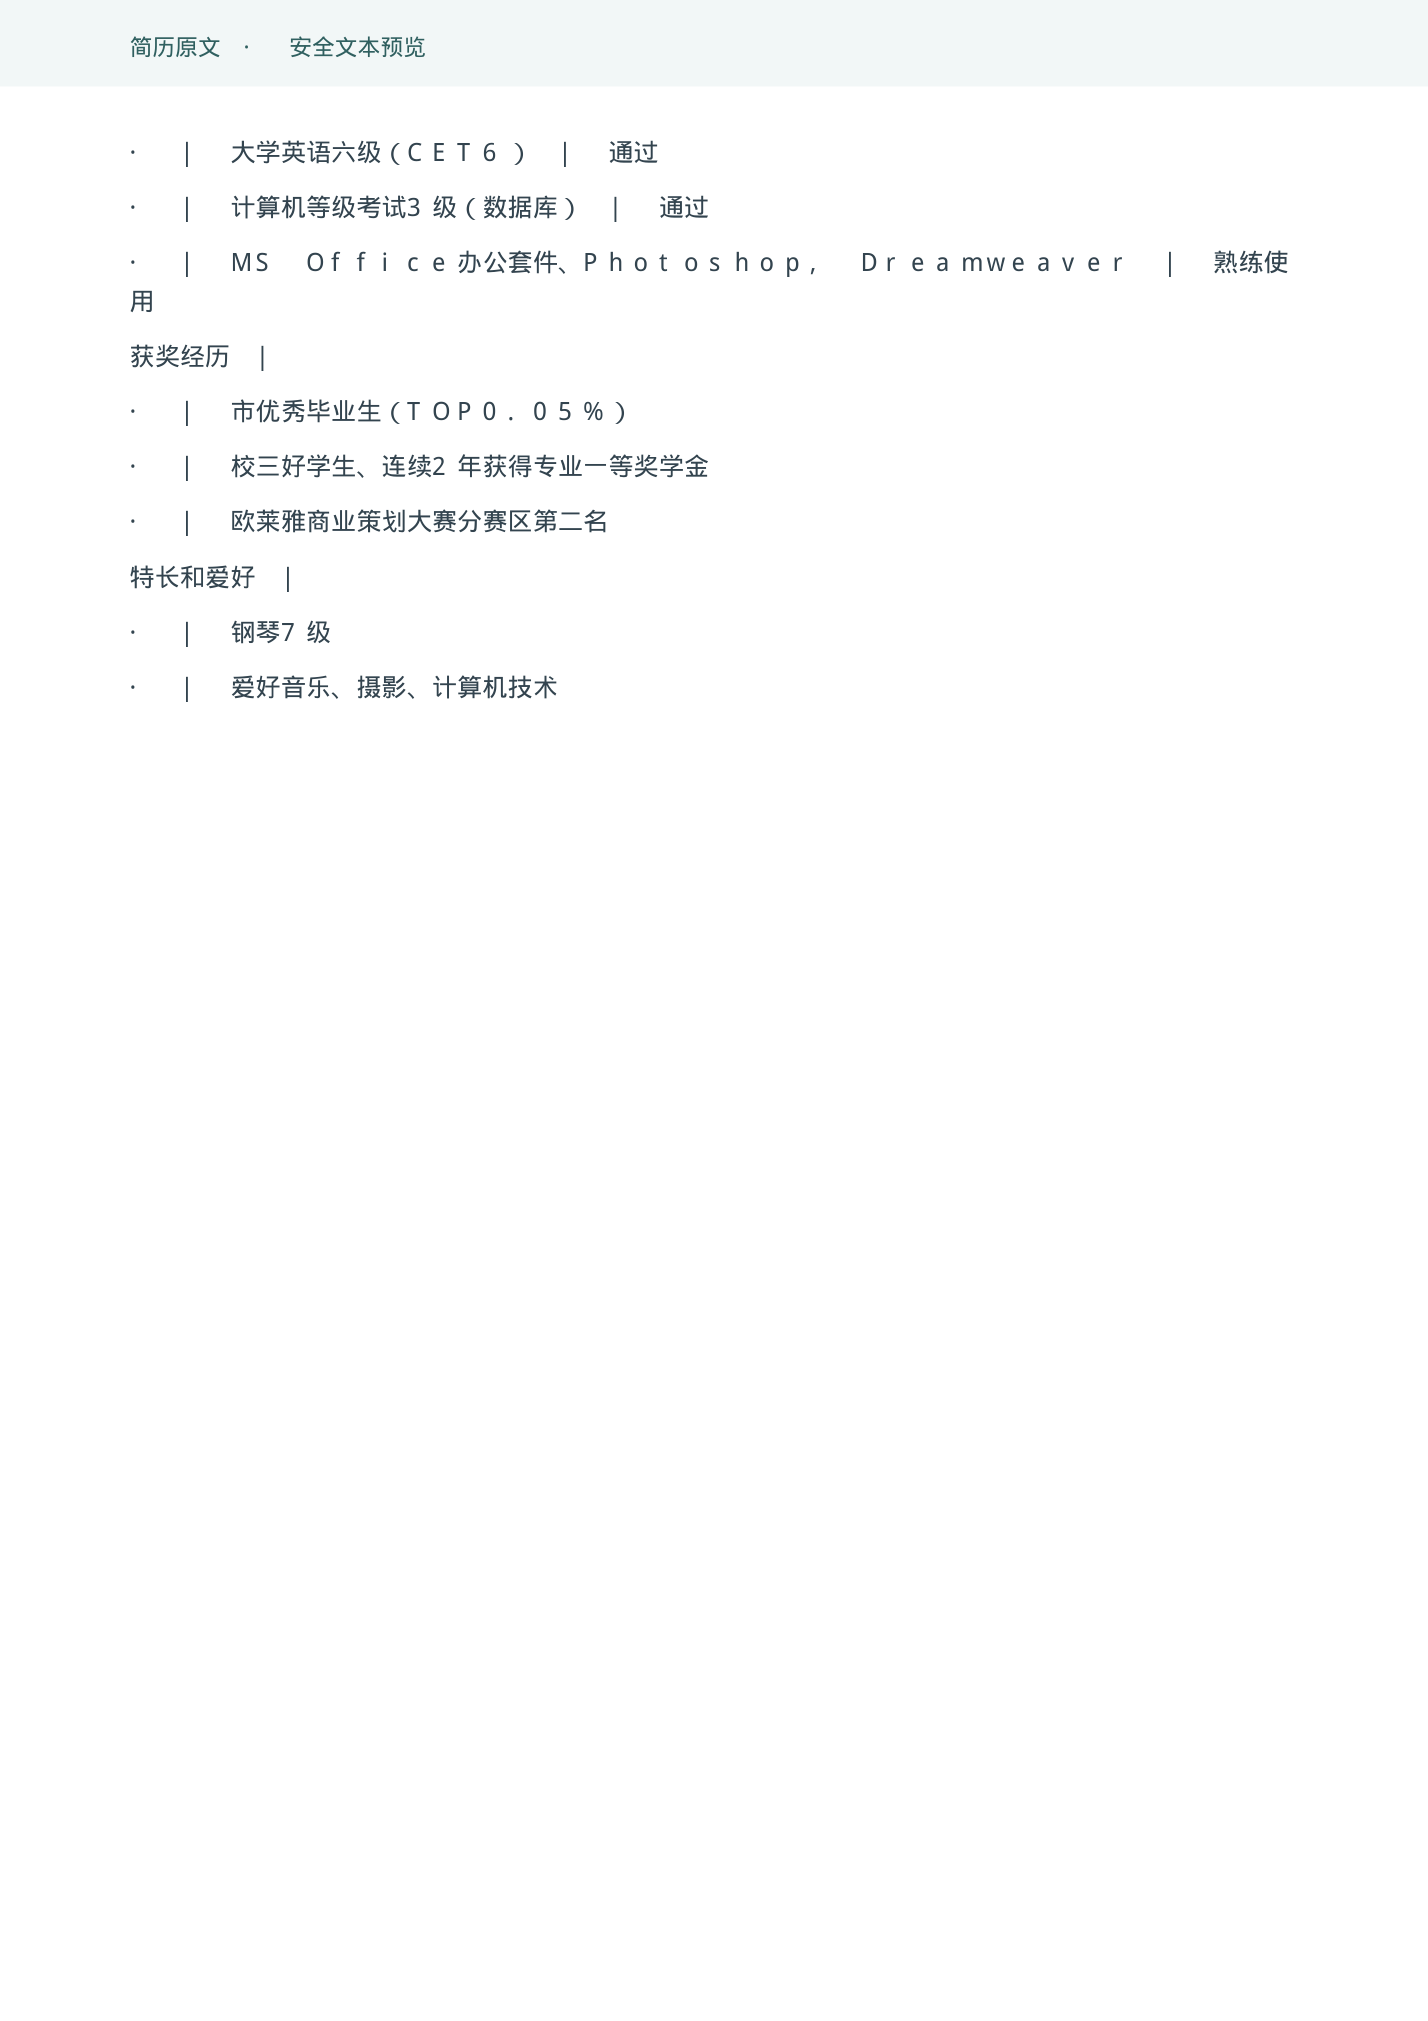 简历原文 · 安全文本预览
· | 大学英语六级(CET6) | 通过
· | 计算机等级考试3级(数据库) | 通过
· | MS Office办公套件、Photoshop, Dreamweaver | 熟练使
用
获奖经历 |
· | 市优秀毕业生(TOP0.05%)
· | 校三好学生、连续2年获得专业一等奖学金
· | 欧莱雅商业策划大赛分赛区第二名
特长和爱好 |
· | 钢琴7级
· | 爱好音乐、摄影、计算机技术